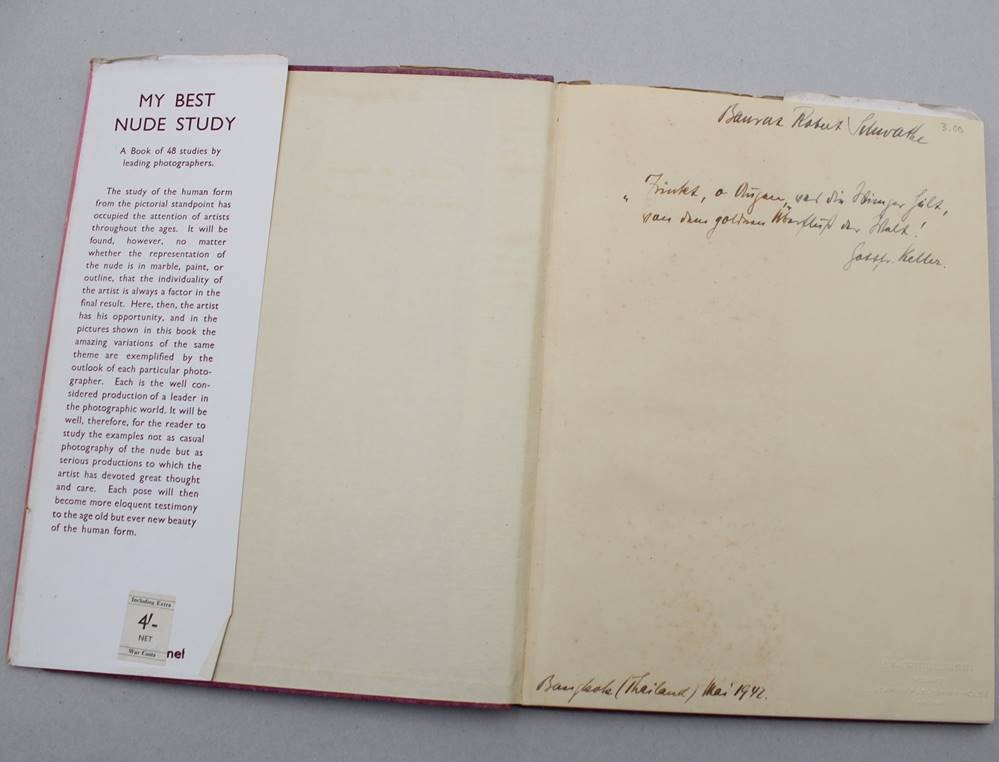 MY BEST
NUDE STUDY
A Book of 48 studies by
leading photographers.
The study of the human form
from the pictorial standpoint has
occupied the attention of artists
throughout the ages. It will be
found, however, no matter
whether the representation of
the nude is in marble, paint, or
outline, that the individuality of
the artist is always a factor in the
final result. Here, then, the artist
has his opportunity, and in the
pictures shown in this book the
amazing variations of the same
theme are exemplified by the
outlook of each particular photo-
grapher. Each is the well con-
sidered production of a leader in
the photographic world. It will be
well, therefore, for the reader to
study the examples not as casual
photography of the nude but as
serious productions to which the
artist has devoted great thought
and care. Each pose will then
become more eloquent testimony
to the age old but ever new beauty
of the human form.
Including Extra
4/-
NET
War Costs
net
Baurat Robert
3.00
„Trinkt, o Augen, was die Wimper hält,
von dem goldnen Überfluß der Welt!
Gottfr. Keller.
Bangkok (Thailand) Mai 1942.